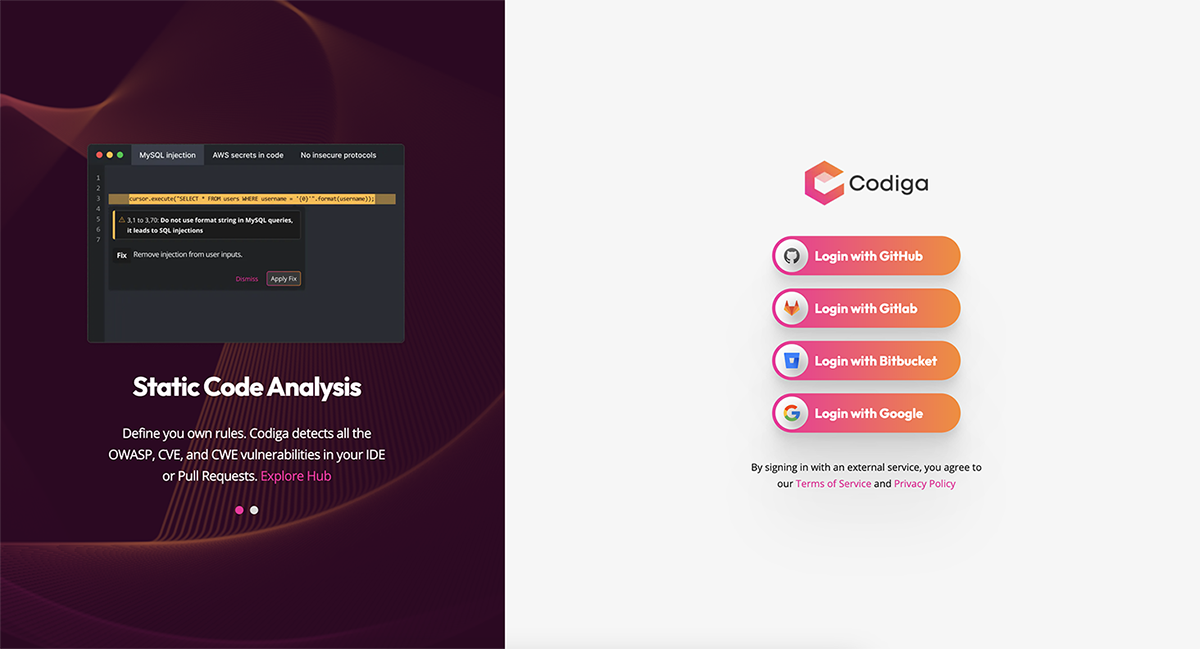 MySQL injection AWS secrets in code No insecure protocols
1
2
3 cursor.execute("SELECT * FROM users WHERE username = '{0}'".format(username));
4
5
6
7
⚠ 3,1 to 3,70: Do not use format string in MySQL queries,
it leads to SQL injections
Fix Remove injection from user inputs.
Dismiss Apply Fix
Static Code Analysis
Define you own rules. Codiga detects all the
OWASP, CVE, and CWE vulnerabilities in your IDE
or Pull Requests. Explore Hub
Codiga
Login with GitHub
Login with Gitlab
Login with Bitbucket
Login with Google
By signing in with an external service, you agree to
our Terms of Service and Privacy Policy